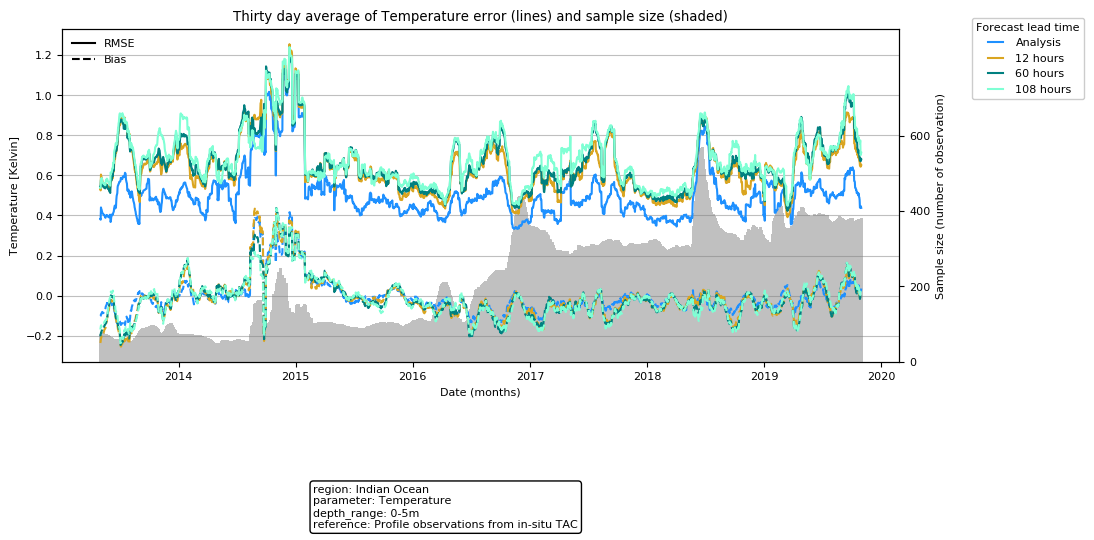 Thirty day average of Temperature error (lines) and sample size (shaded)
Forecast lead time
Analysis
12 hours
60 hours
108 hours
RMSE
Bias
Temperature [Kelvin]
1.2
1.0
0.8
0.6
0.4
0.2
0.0
−0.2
Sample size (number of observation)
600
400
200
0
2014 2015 2016 2017 2018 2019 2020
Date (months)
region: Indian Ocean
parameter: Temperature
depth_range: 0-5m
reference: Profile observations from in-situ TAC